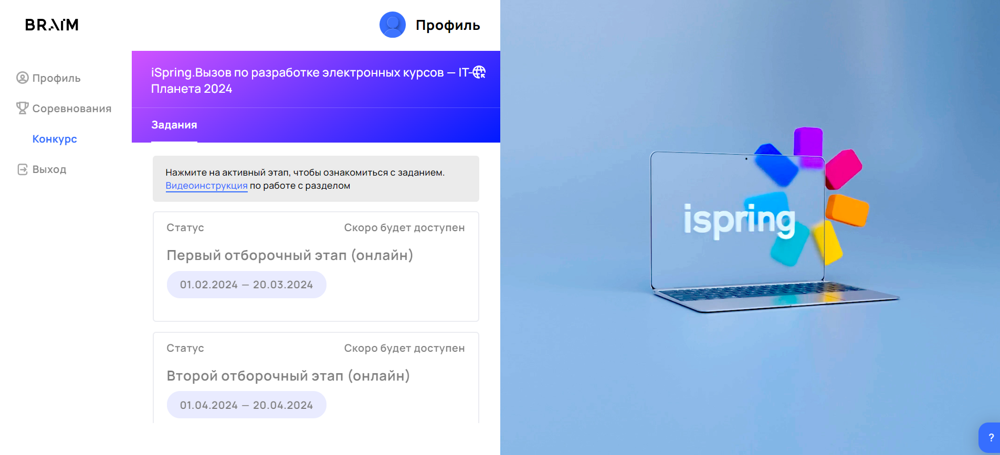 BRAIM
Профиль
Профиль
Соревнования
Конкурс
Выход
iSpring.Вызов по разработке электронных курсов — IT-
Планета 2024
Задания
Нажмите на активный этап, чтобы ознакомиться с заданием.
Видеоинструкция по работе с разделом
Статус Скоро будет доступен
Первый отборочный этап (онлайн)
01.02.2024 — 20.03.2024
Статус Скоро будет доступен
Второй отборочный этап (онлайн)
01.04.2024 — 20.04.2024
ispring
?